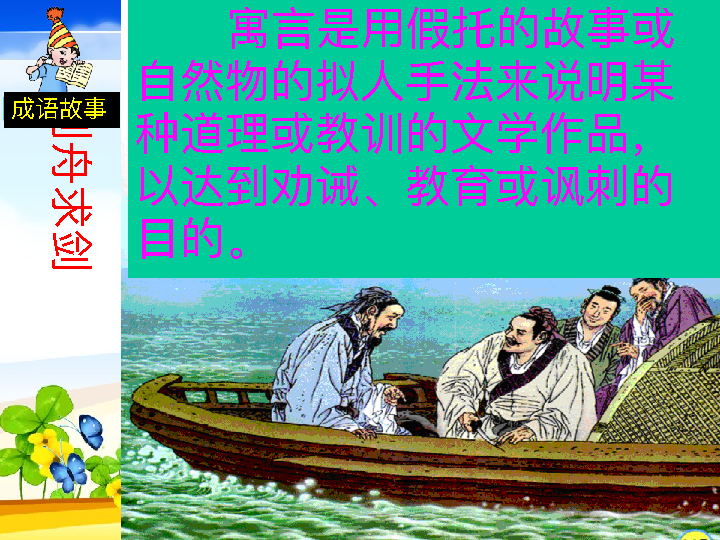 成语故事
刻舟求剑
寓言是用假托的故事或
自然物的拟人手法来说明某
种道理或教训的文学作品，
以达到劝诫、教育或讽刺的
目的。